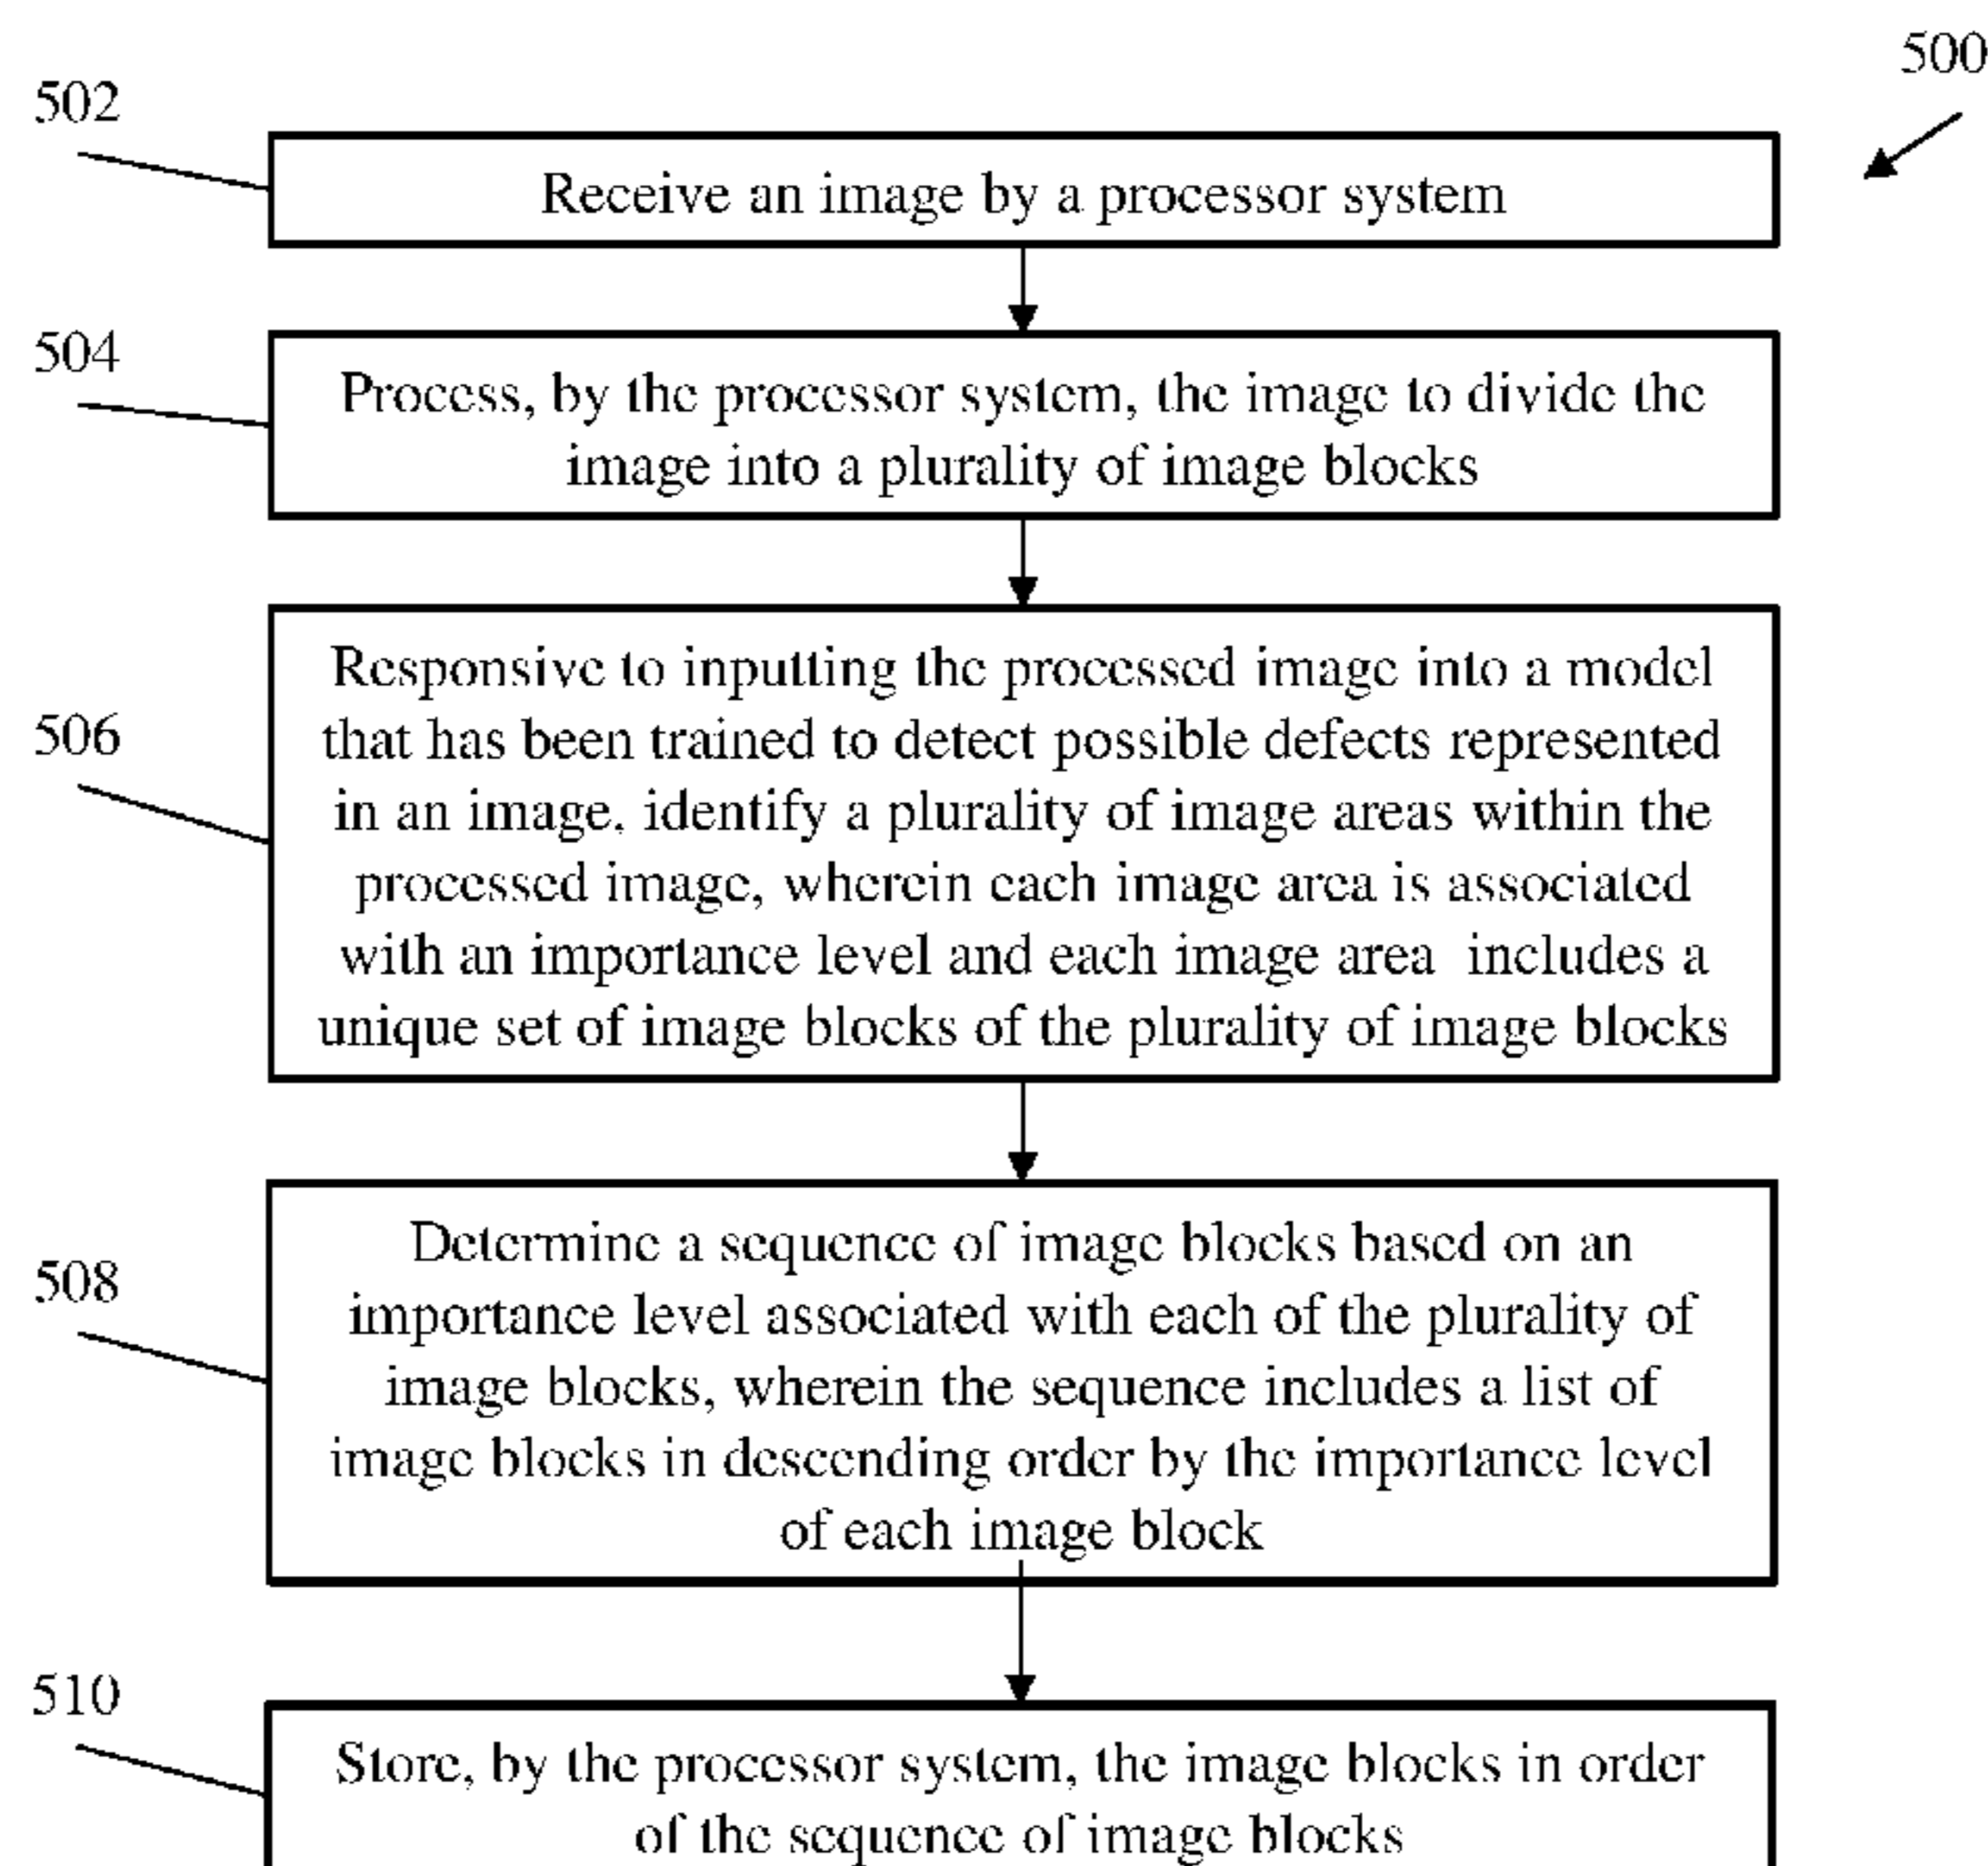 500
502
Receive an image by a processor system
504
Process, by the processor system, the image to divide the
image into a plurality of image blocks
506
Responsive to inputting the processed image into a model
that has been trained to detect possible defects represented
in an image, identify a plurality of image areas within the
processed image, wherein each image area is associated
with an importance level and each image area includes a
unique set of image blocks of the plurality of image blocks
508
Determine a sequence of image blocks based on an
importance level associated with each of the plurality of
image blocks, wherein the sequence includes a list of
image blocks in descending order by the importance level
of each image block
510
Store, by the processor system, the image blocks in order
of the sequence of image blocks